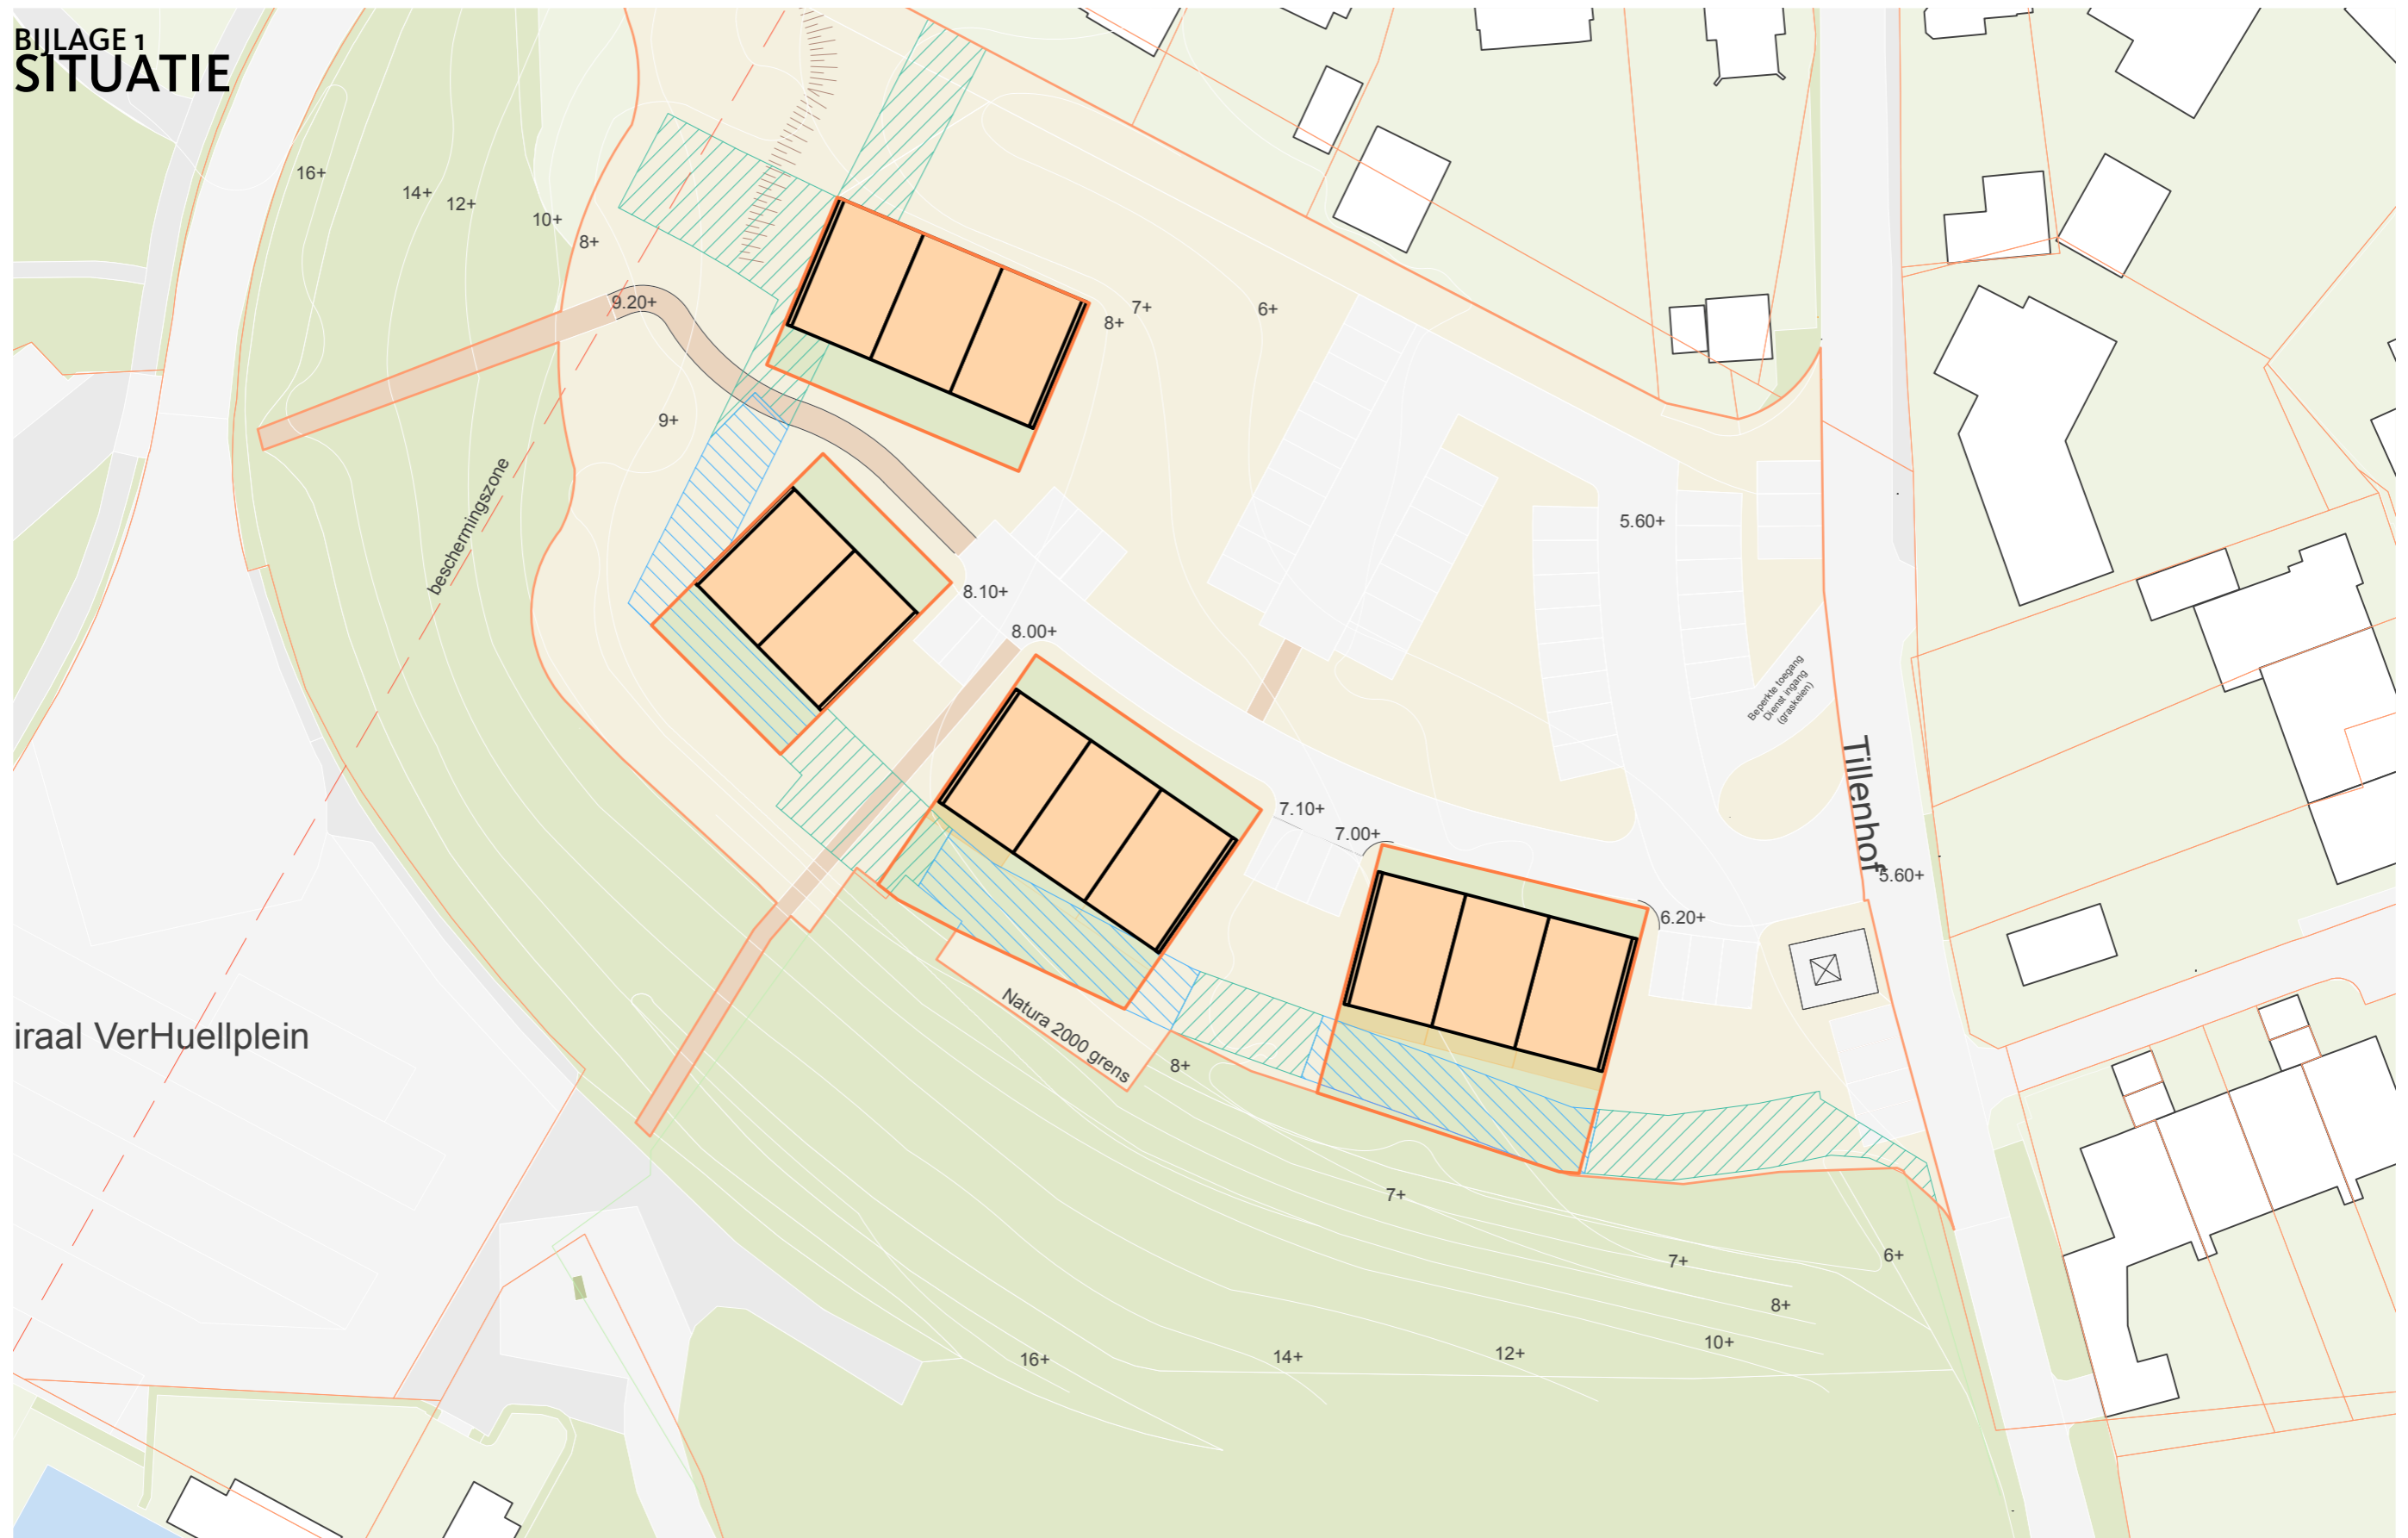 BIJLAGE 1
SITUATIE
16+
14+
12+
10+
8+
9.20+
7+
8+
6+
9+
beschermingszone
5.60+
8.10+
8.00+
Beperkte toegang
Dienst ingang
(graskeien)
Tillenhof
7.10+
7.00+
5.60+
6.20+
Natura 2000 grens
iraal VerHuellplein
8+
7+
7+
6+
8+
10+
12+
14+
16+